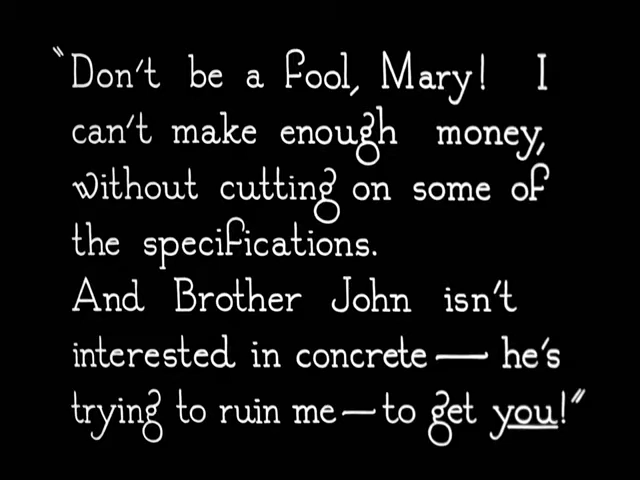 "Don't be a fool, Mary! I
can't make enough money,
without cutting on some of
the specifications.
And Brother John isn't
interested in concrete — he's
trying to ruin me — to get you!"